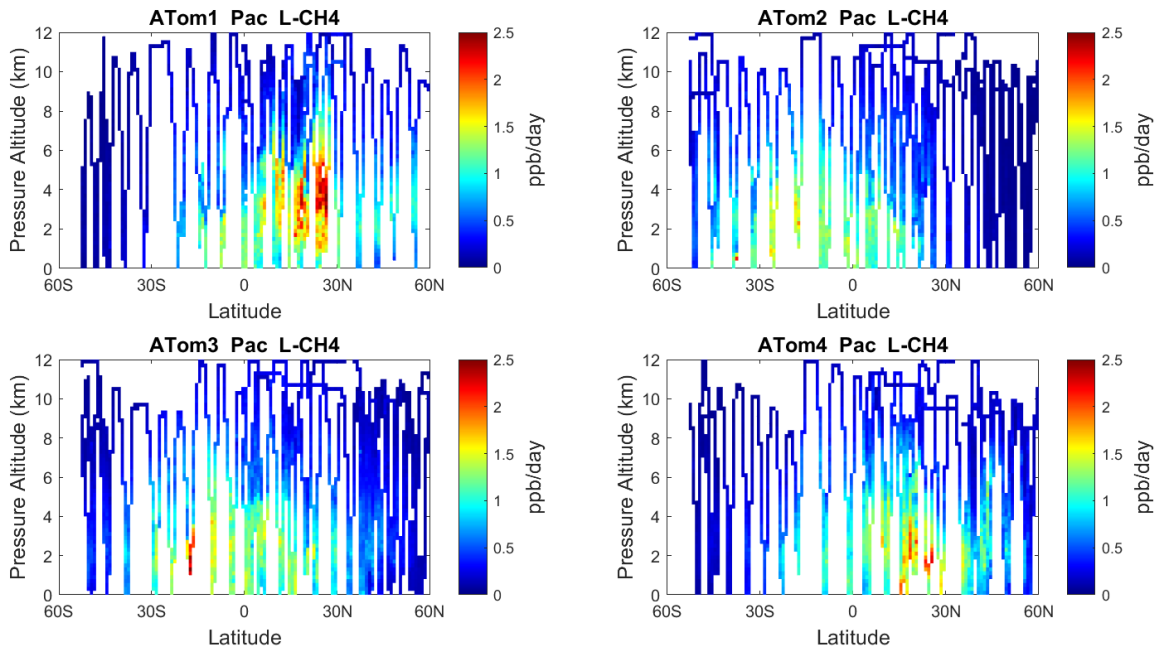 ATom1 Pac L-CH4
Pressure Altitude (km)
12
10
8
6
4
2
0
60S 30S 0 30N 60N
Latitude
2.5
2
1.5
1
0.5
0
ppb/day
ATom2 Pac L-CH4
Pressure Altitude (km)
12
10
8
6
4
2
0
60S 30S 0 30N 60N
Latitude
2.5
2
1.5
1
0.5
0
ppb/day
ATom3 Pac L-CH4
Pressure Altitude (km)
12
10
8
6
4
2
0
60S 30S 0 30N 60N
Latitude
2.5
2
1.5
1
0.5
0
ppb/day
ATom4 Pac L-CH4
Pressure Altitude (km)
12
10
8
6
4
2
0
60S 30S 0 30N 60N
Latitude
2.5
2
1.5
1
0.5
0
ppb/day